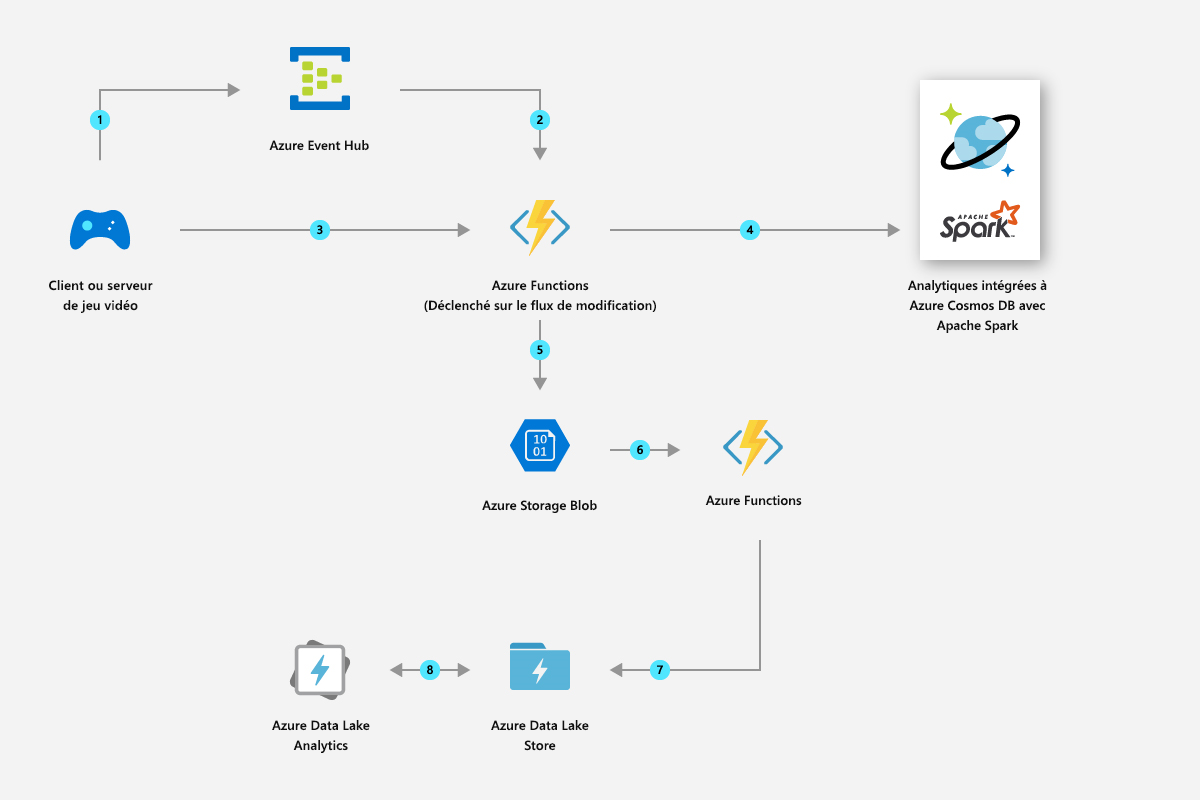 1
2
Azure Event Hub
3
4
APACHE
Spark™
Client ou serveur
de jeu vidéo
Azure Functions
(Déclenché sur le flux de modification)
Analytiques intégrées à
Azure Cosmos DB avec
Apache Spark
5
10
01
6
Azure Storage Blob
Azure Functions
8
7
Azure Data Lake
Analytics
Azure Data Lake
Store